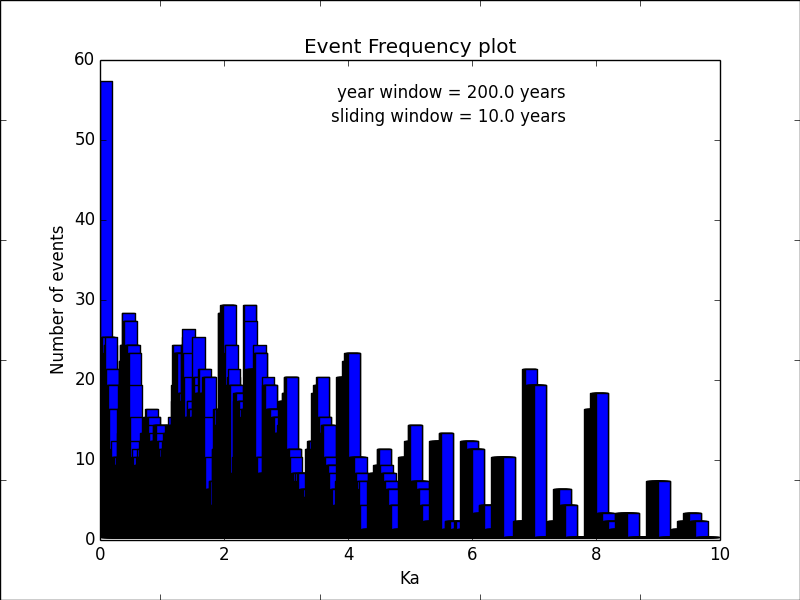 Event Frequency plot
year window = 200.0 years
sliding window = 10.0 years
Number of events
60
50
40
30
20
10
0
0 2 4 6 8 10
Ka